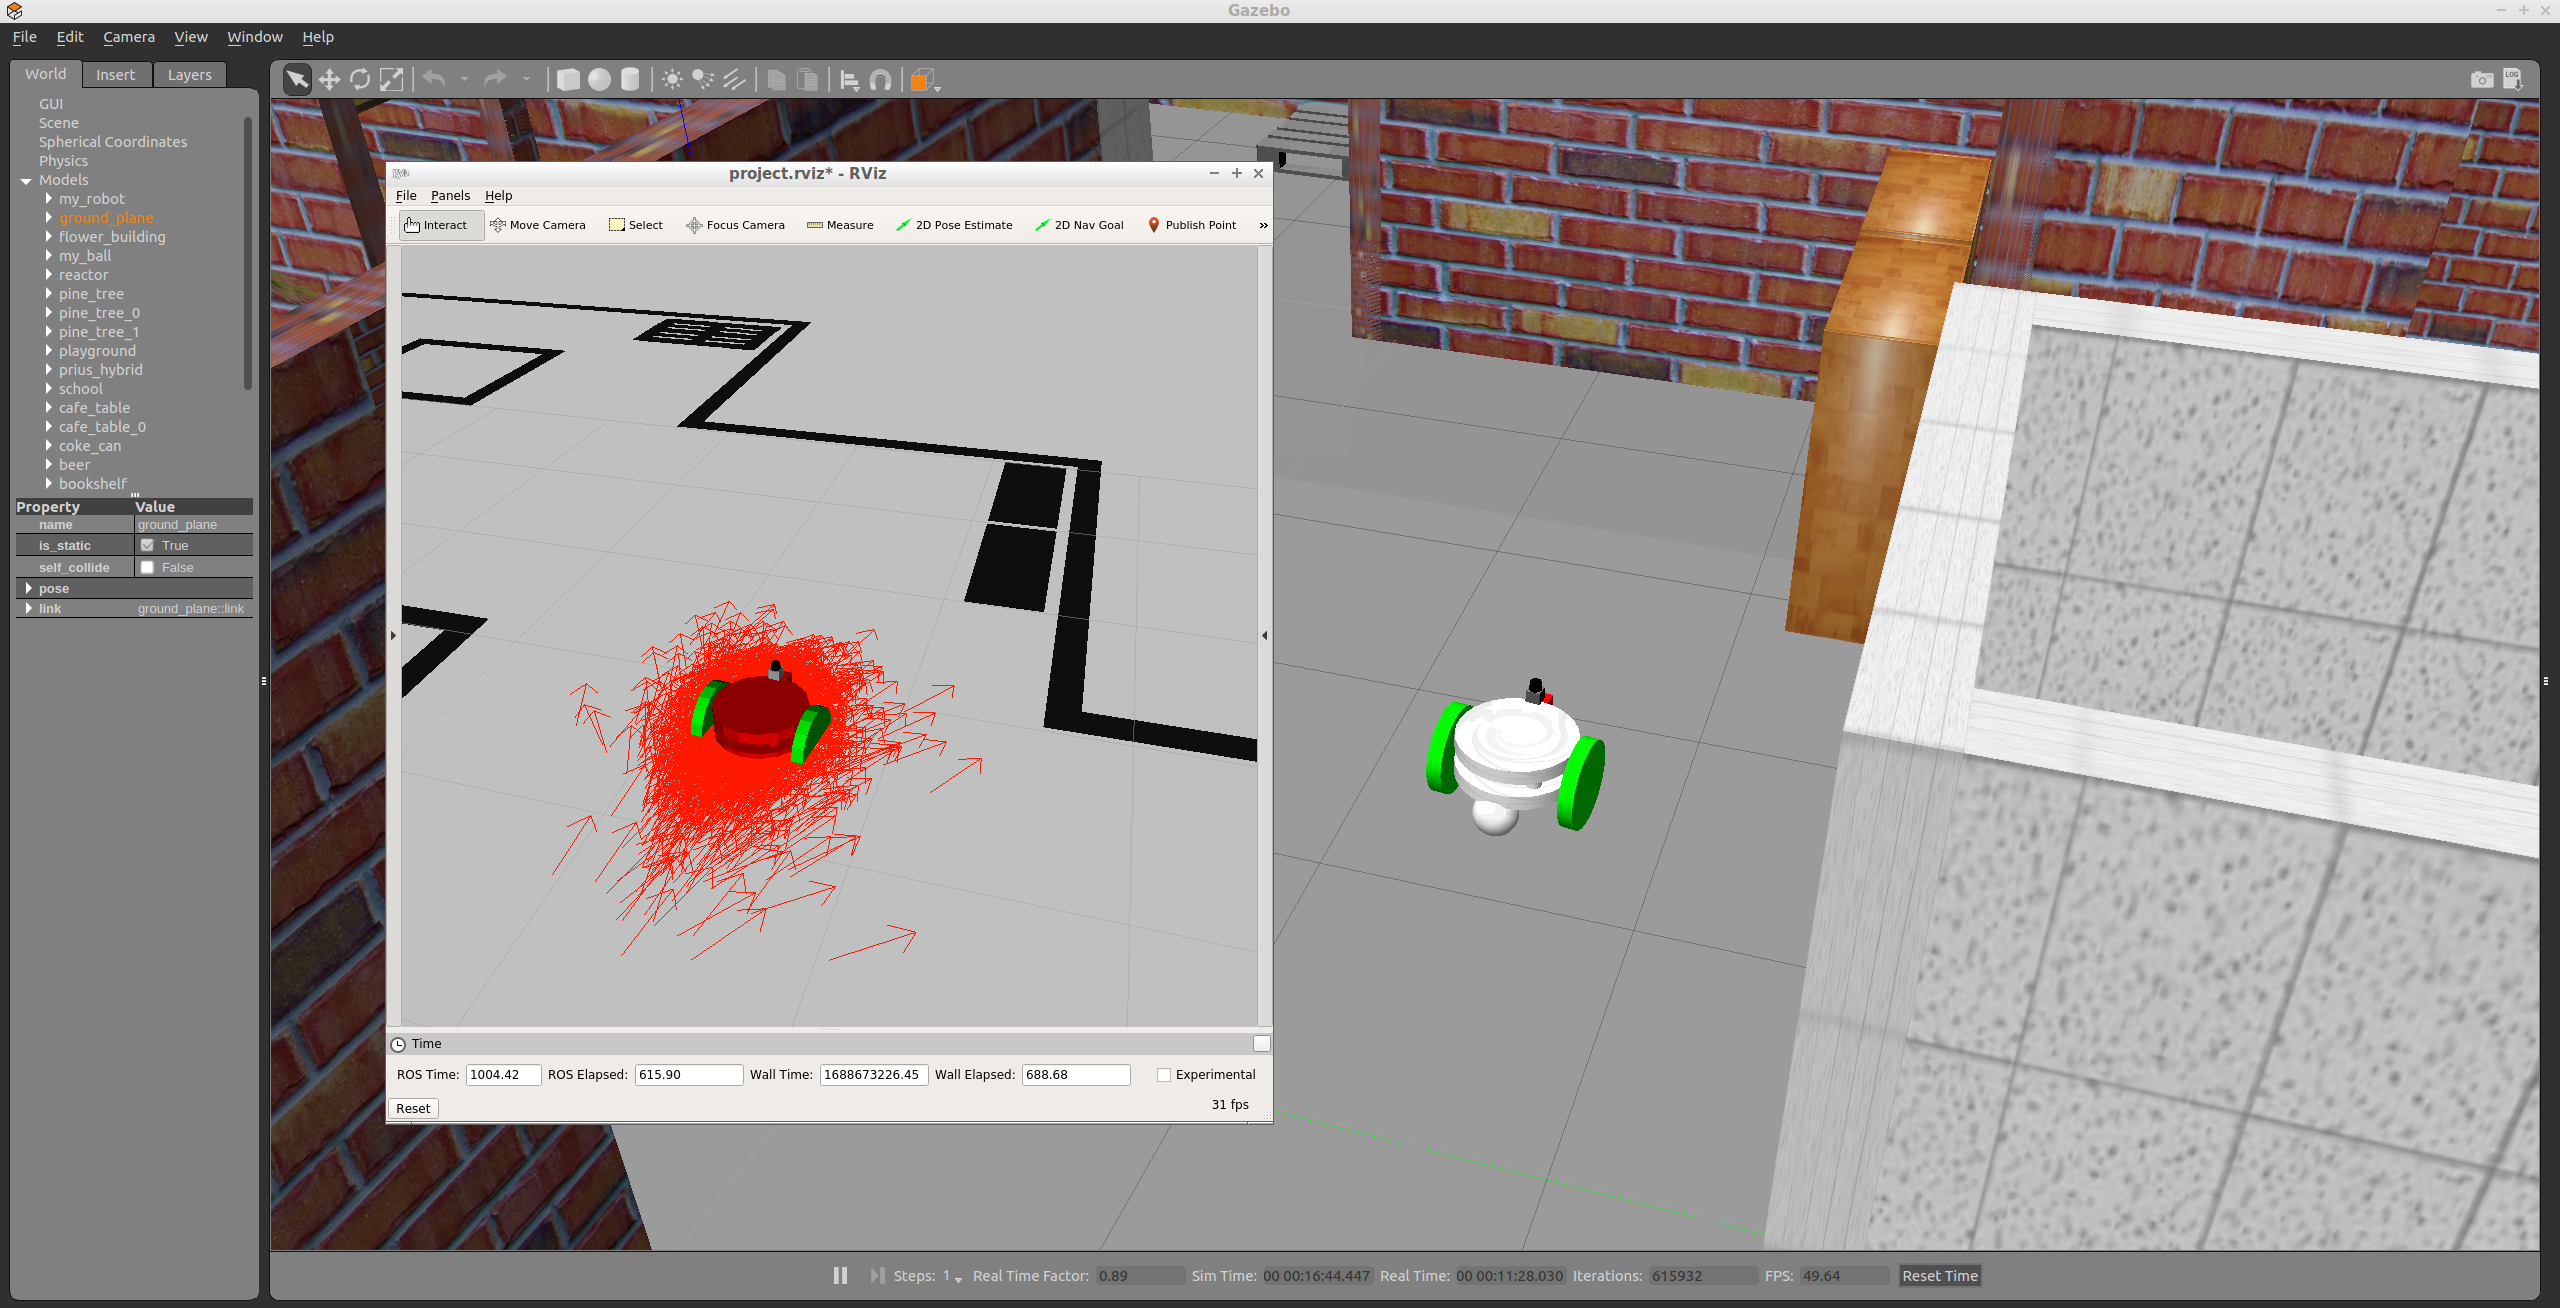 Gazebo
File Edit Camera View Window Help
World Insert Layers
LOG
GUI
Scene
Spherical Coordinates
Physics
Models
my_robot
ground_plane
flower_building
my_ball
reactor
pine_tree
pine_tree_0
pine_tree_1
playground
prius_hybrid
school
cafe_table
cafe_table_0
coke_can
beer
bookshelf
Property Value
name ground_plane
is_static True
self_collide False
pose
link ground_plane::link
project.rviz* - RViz
File Panels Help
Interact Move Camera Select Focus Camera Measure 2D Pose Estimate 2D Nav Goal Publish Point »
Time
ROS Time: 1004.42 ROS Elapsed: 615.90 Wall Time: 1688673226.45 Wall Elapsed: 688.68 Experimental
Reset 31 fps
Steps: 1 Real Time Factor: 0.89 Sim Time: 00 00:16:44.447 Real Time: 00 00:11:28.030 Iterations: 615932 FPS: 49.64 Reset Time